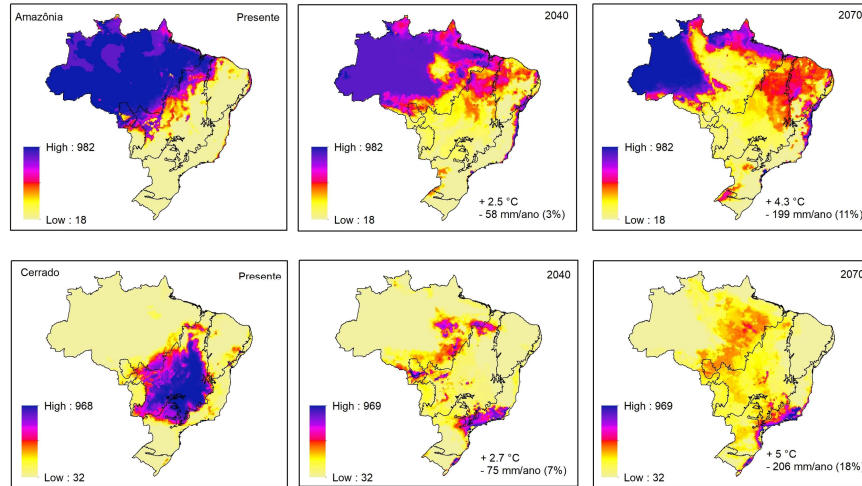 Amazônia
Presente
High : 982
Low : 18
2040
High : 982
Low : 18
+ 2.5 °C
- 58 mm/ano (3%)
2070
High : 982
Low : 18
+ 4.3 °C
- 199 mm/ano (11%)
Cerrado
Presente
High : 968
Low : 32
2040
High : 969
Low : 32
+ 2.7 °C
- 75 mm/ano (7%)
2070
High : 969
Low : 32
+ 5 °C
- 206 mm/ano (18%)